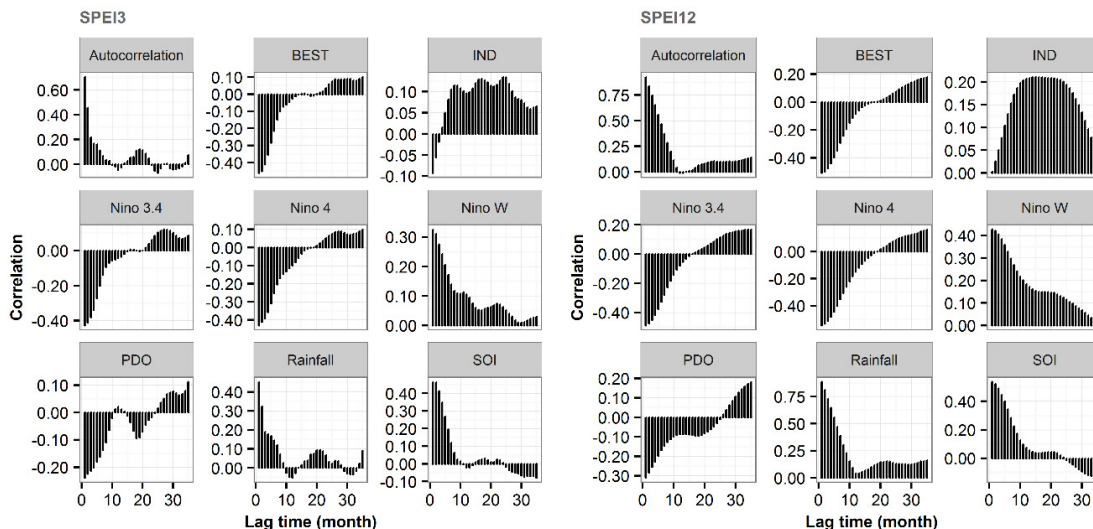 SPEI3
Autocorrelation BEST IND
0.60 0.20 0.00
0.10 0.00 -0.10 -0.20 -0.30 -0.40
0.10 0.05 0.00 -0.05 -0.10
Nino 3.4 Nino 4 Nino W
0.00 -0.20 -0.40
0.10 0.00 -0.10 -0.20 -0.30 -0.40
0.30 0.20 0.10 0.00
PDO Rainfall SOI
0.10 0.00 -0.10 -0.20
0.40 0.30 0.20 0.10 0.00
0.40 0.30 0.20 0.10 0.00 -0.10
0 10 20 30 0 10 20 30 0 10 20 30
Correlation
Lag time (month)
SPEI12
Autocorrelation BEST IND
0.75 0.50 0.25 0.00
0.20 0.00 -0.20 -0.40
0.20 0.15 0.10 0.05 0.00
Nino 3.4 Nino 4 Nino W
0.20 0.00 -0.20 -0.40
0.20 0.00 -0.20 -0.40
0.40 0.30 0.20 0.10 0.00
PDO Rainfall SOI
0.20 0.10 0.00 -0.10 -0.20 -0.30
0.75 0.50 0.25 0.00
0.40 0.20 0.00
0 10 20 30 0 10 20 30 0 10 20 30
Correlation
Lag time (month)